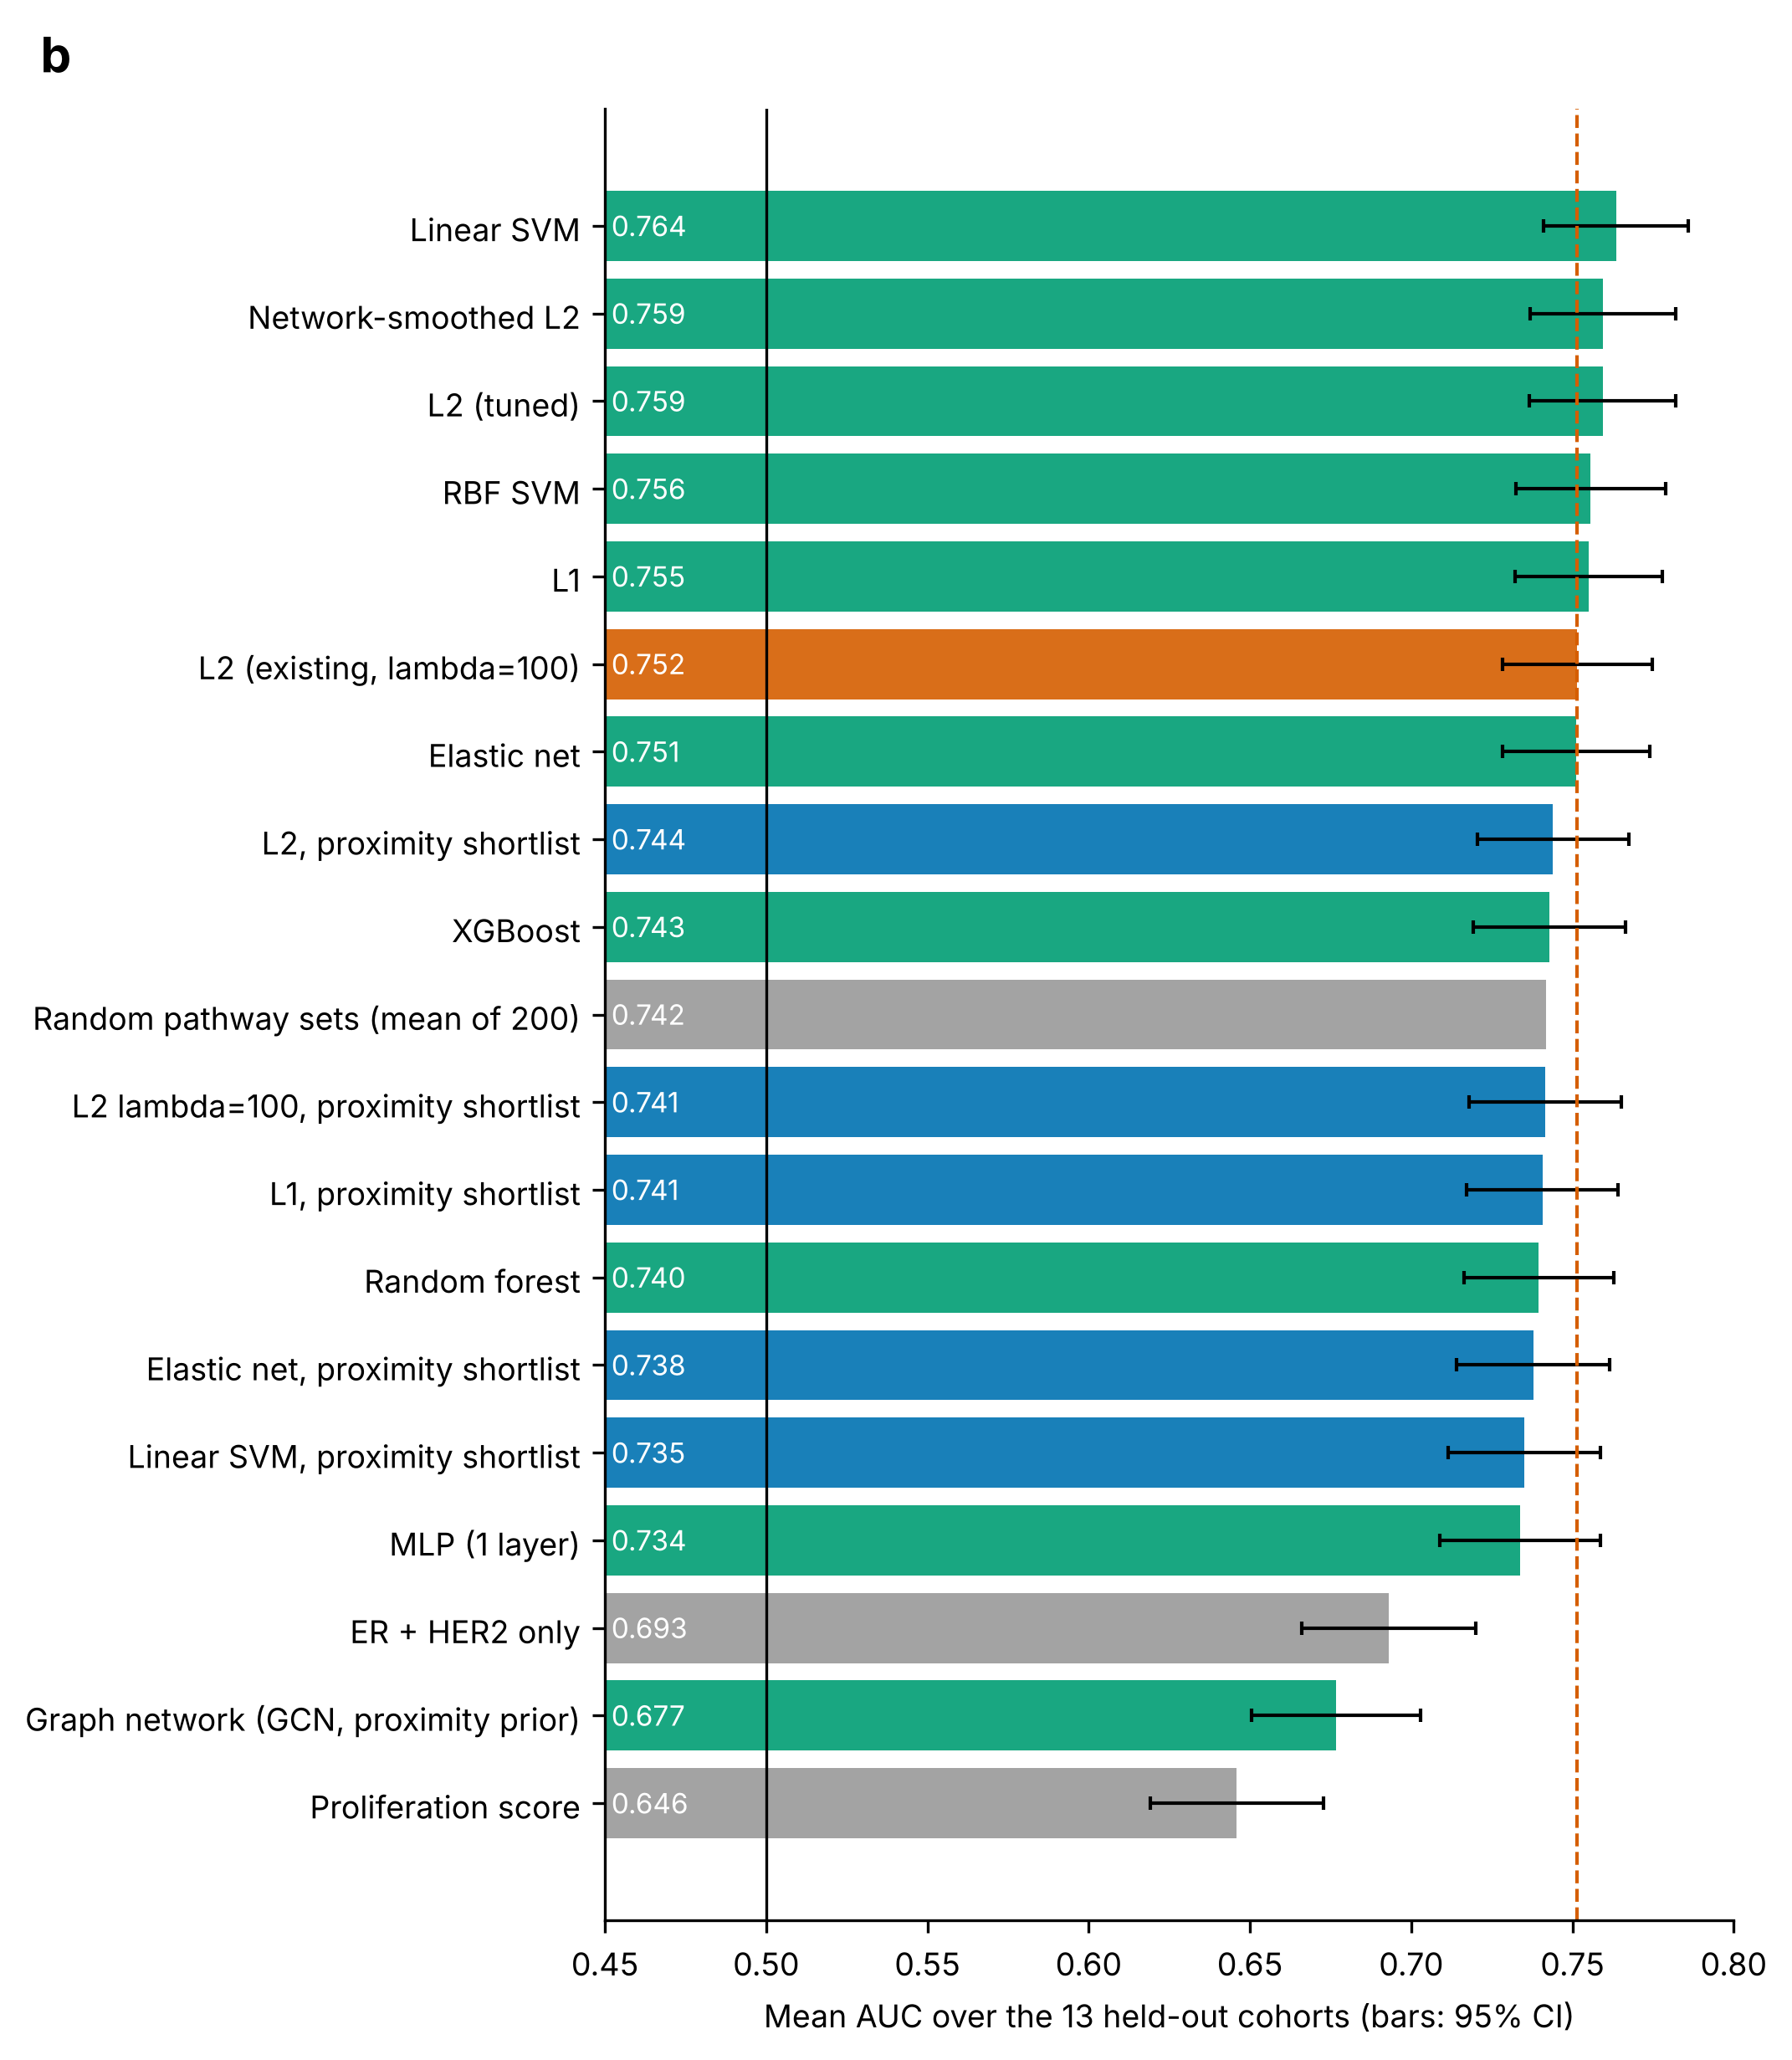 b
Linear SVM 0.764
Network-smoothed L2 0.759
L2 (tuned) 0.759
RBF SVM 0.756
L1 0.755
L2 (existing, lambda=100) 0.752
Elastic net 0.751
L2, proximity shortlist 0.744
XGBoost 0.743
Random pathway sets (mean of 200) 0.742
L2 lambda=100, proximity shortlist 0.741
L1, proximity shortlist 0.741
Random forest 0.740
Elastic net, proximity shortlist 0.738
Linear SVM, proximity shortlist 0.735
MLP (1 layer) 0.734
ER + HER2 only 0.693
Graph network (GCN, proximity prior) 0.677
Proliferation score 0.646
0.45 0.50 0.55 0.60 0.65 0.70 0.75 0.80
Mean AUC over the 13 held-out cohorts (bars: 95% CI)